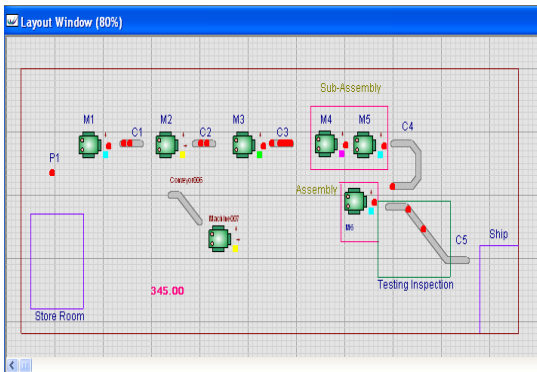 Layout Window (80%)
Sub-Assembly
M1 C1 M2 C2 M3 C3 M4 M5 C4
P1
Conveyor006
Assembly
Machine007
M6
C5
Ship
345.00
Testing Inspection
Store Room